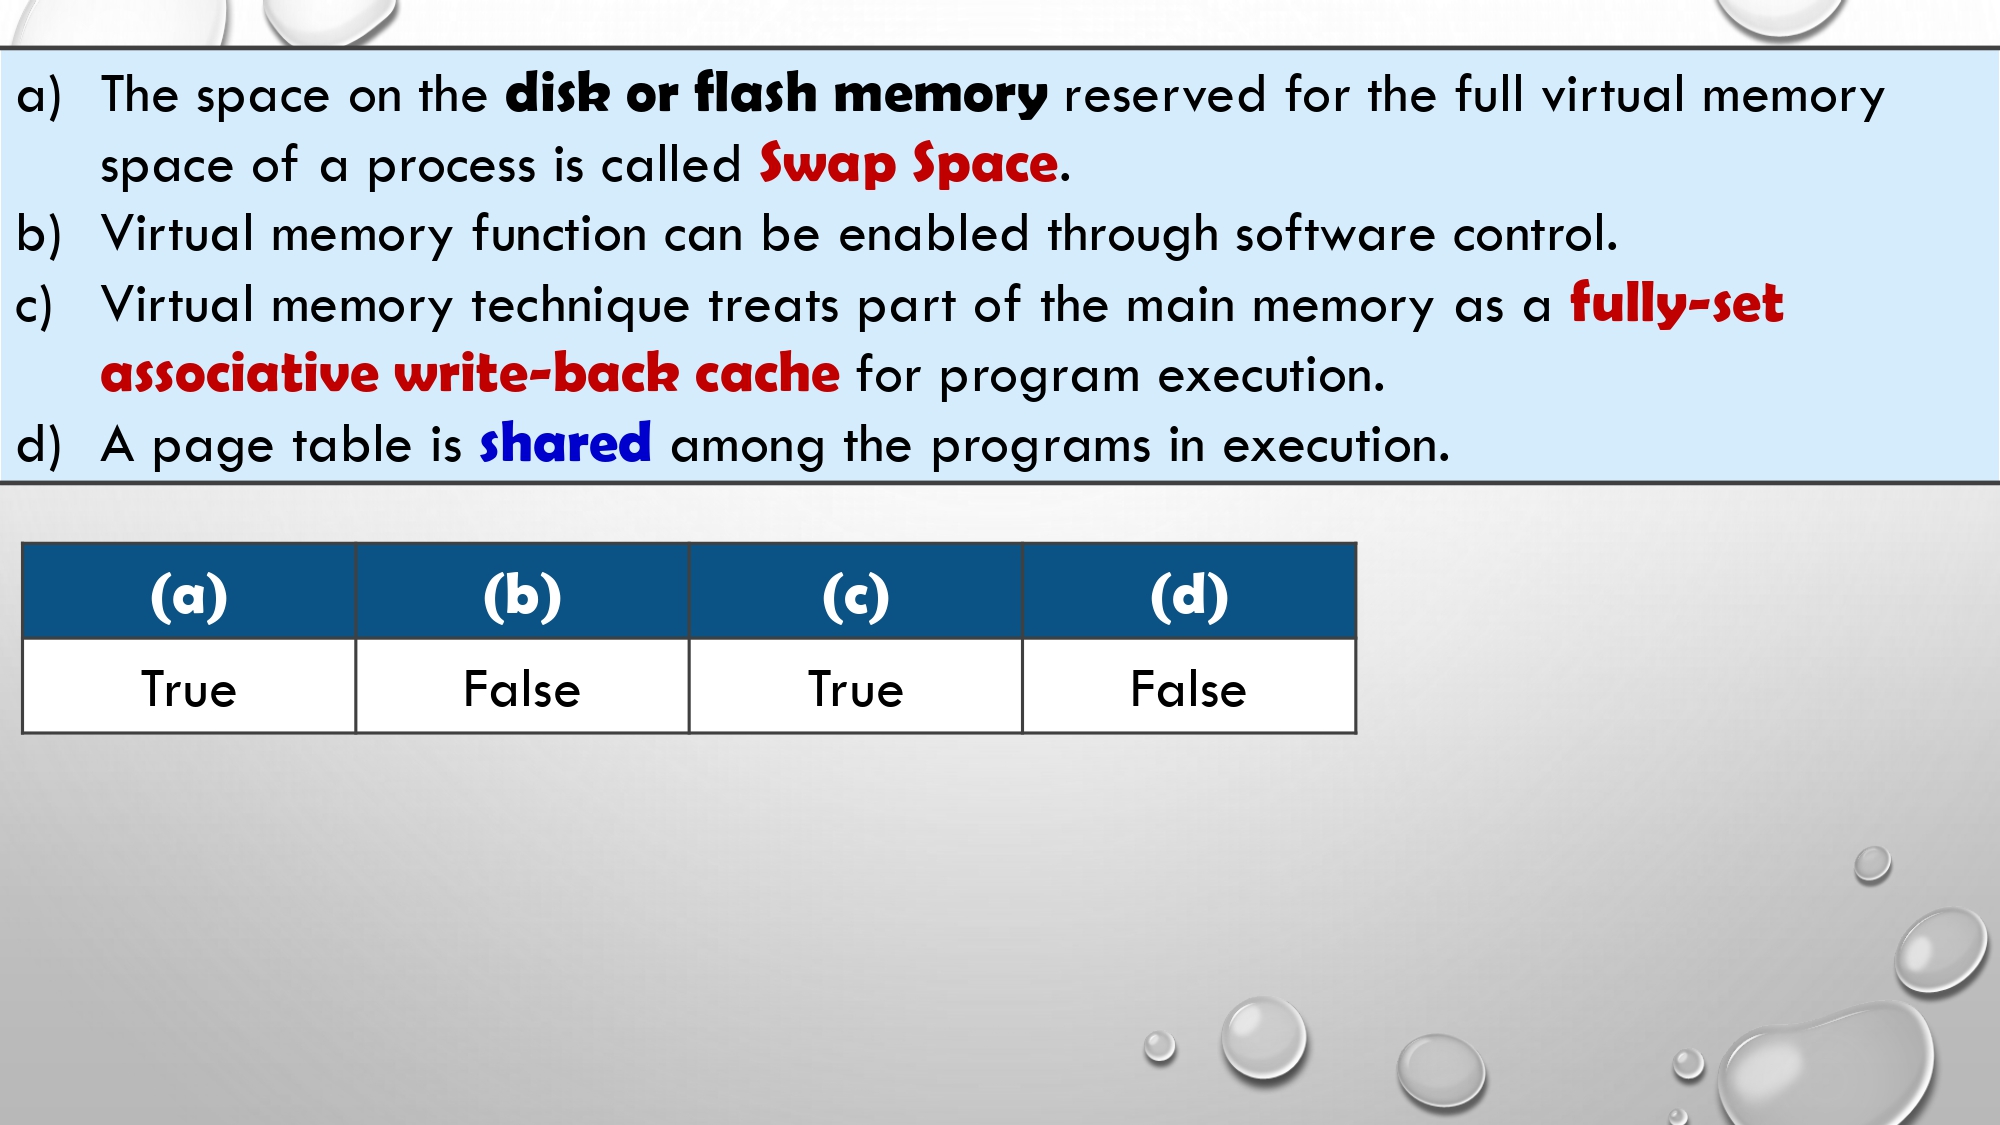 a) The space on the disk or flash memory reserved for the full virtual memory
space of a process is called Swap Space.
b) Virtual memory function can be enabled through software control.
c) Virtual memory technique treats part of the main memory as a fully-set
associative write-back cache for program execution.
d) A page table is shared among the programs in execution.
(a) (b) (c) (d)
True False True False